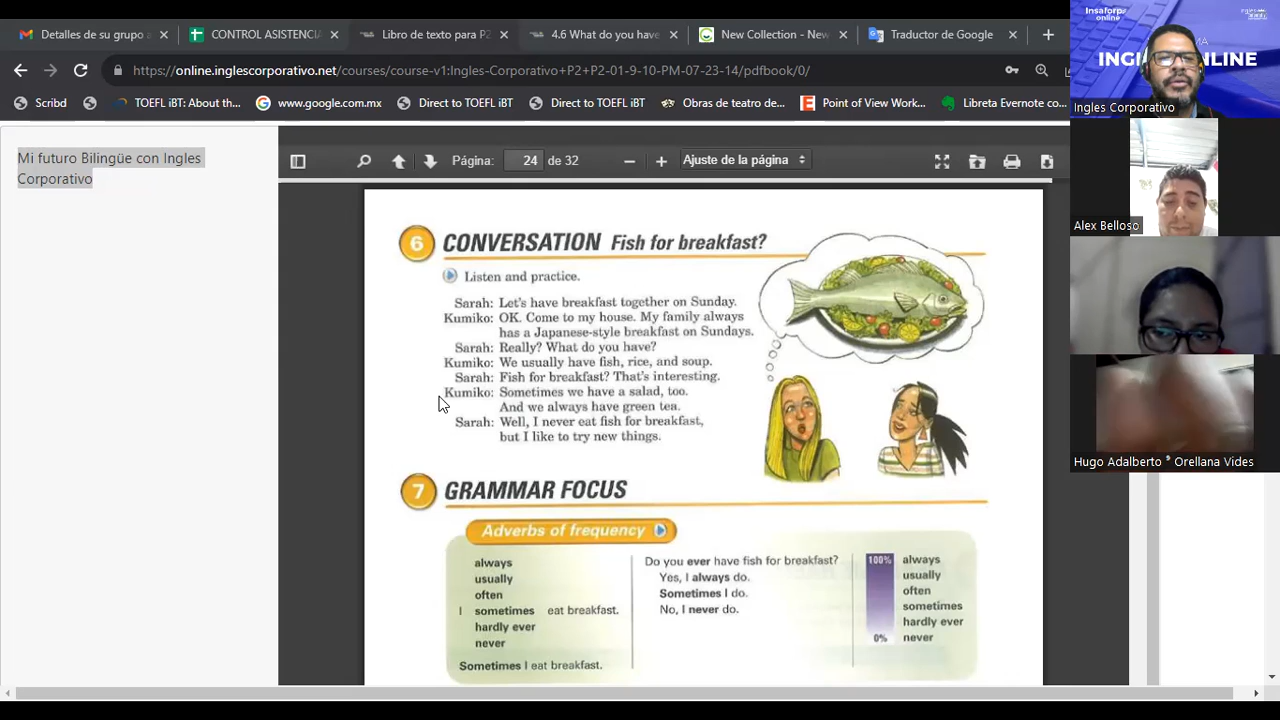 Detalles de su grupo
CONTROL ASISTENCIA
Libro de texto para P2
4.6 What do you have
New Collection - New
Traductor de Google
https://online.inglescorporativo.net/courses/course-v1:Ingles-Corporativo+P2+P2-01-9-10-PM-07-23-14/pdfbook/0/
Scribd
TOEFL iBT: About th...
www.google.com.mx
Direct to TOEFL iBT
Direct to TOEFL iBT
Obras de teatro de...
Point of View Work...
Libreta Evernote co...
Mi futuro Bilingüe con Ingles
Corporativo
Página: 24 de 32
Ajuste de la página
6 CONVERSATION Fish for breakfast?
Listen and practice.
Sarah: Let's have breakfast together on Sunday.
Kumiko: OK. Come to my house. My family always
has a Japanese-style breakfast on Sundays.
Sarah: Really? What do you have?
Kumiko: We usually have fish, rice, and soup.
Sarah: Fish for breakfast? That's interesting.
Kumiko: Sometimes we have a salad, too.
And we always have green tea.
Sarah: Well, I never eat fish for breakfast,
but I like to try new things.
7 GRAMMAR FOCUS
Adverbs of frequency
always
usually
often
I sometimes eat breakfast.
hardly ever
never
Sometimes I eat breakfast.
Do you ever have fish for breakfast?
Yes, I always do.
Sometimes I do.
No, I never do.
100% always
usually
often
sometimes
hardly ever
0% never
Insaforp
online
INGL
NLINE
Ingles Corporativo
Alex Belloso
Hugo Adalberto Orellana Vides